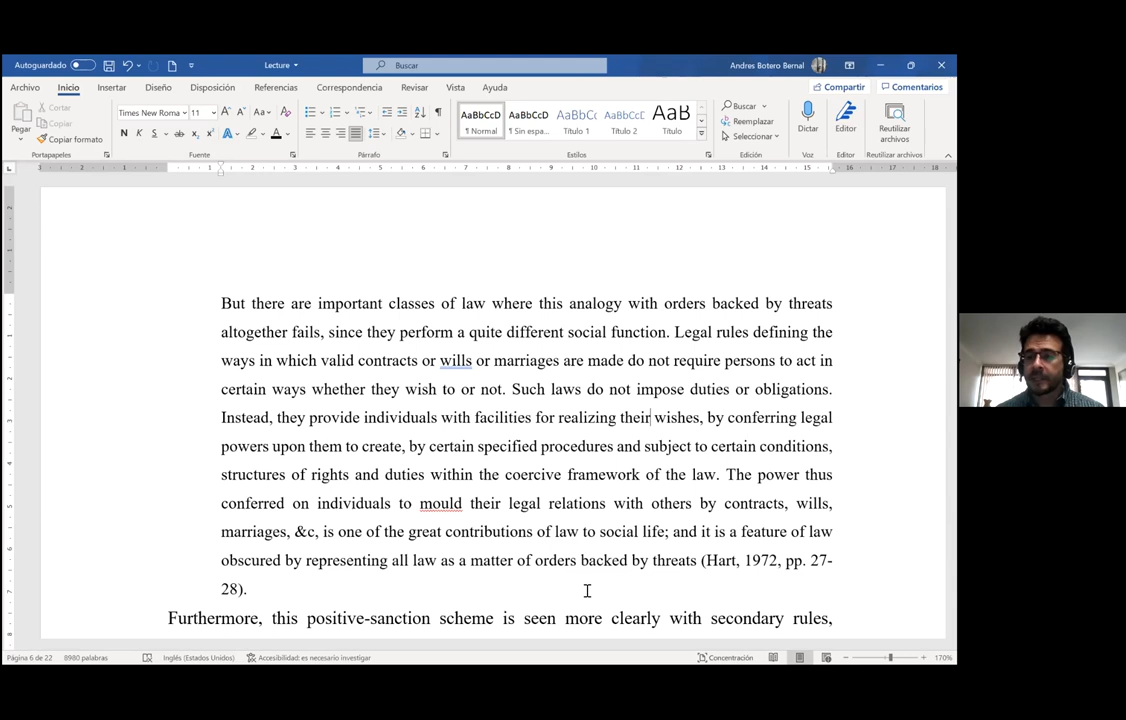 Autoguardado
Lecture
Buscar
Andres Botero Bernal
Archivo Inicio Insertar Diseño Disposición Referencias Correspondencia Revisar Vista Ayuda
Compartir Comentarios
Pegar
Cortar
Copiar
Copiar formato
Portapapeles
Times New Roma 11
Fuente
Párrafo
AaBbCcD AaBbCcD AaBbCc AaBbCcD AaB
¶ Normal ¶ Sin espa... Título 1 Título 2 Título
Estilos
Buscar
Reemplazar
Seleccionar
Edición
Dictar
Voz
Editor
Editor
Reutilizar
archivos
Reutilizar archivos
But there are important classes of law where this analogy with orders backed by threats
altogether fails, since they perform a quite different social function. Legal rules defining the
ways in which valid contracts or wills or marriages are made do not require persons to act in
certain ways whether they wish to or not. Such laws do not impose duties or obligations.
Instead, they provide individuals with facilities for realizing their wishes, by conferring legal
powers upon them to create, by certain specified procedures and subject to certain conditions,
structures of rights and duties within the coercive framework of the law. The power thus
conferred on individuals to mould their legal relations with others by contracts, wills,
marriages, &c, is one of the great contributions of law to social life; and it is a feature of law
obscured by representing all law as a matter of orders backed by threats (Hart, 1972, pp. 27-
28).
Furthermore, this positive-sanction scheme is seen more clearly with secondary rules,
Página 6 de 22 8980 palabras Inglés (Estados Unidos) Accesibilidad: es necesario investigar
Concentración 170%